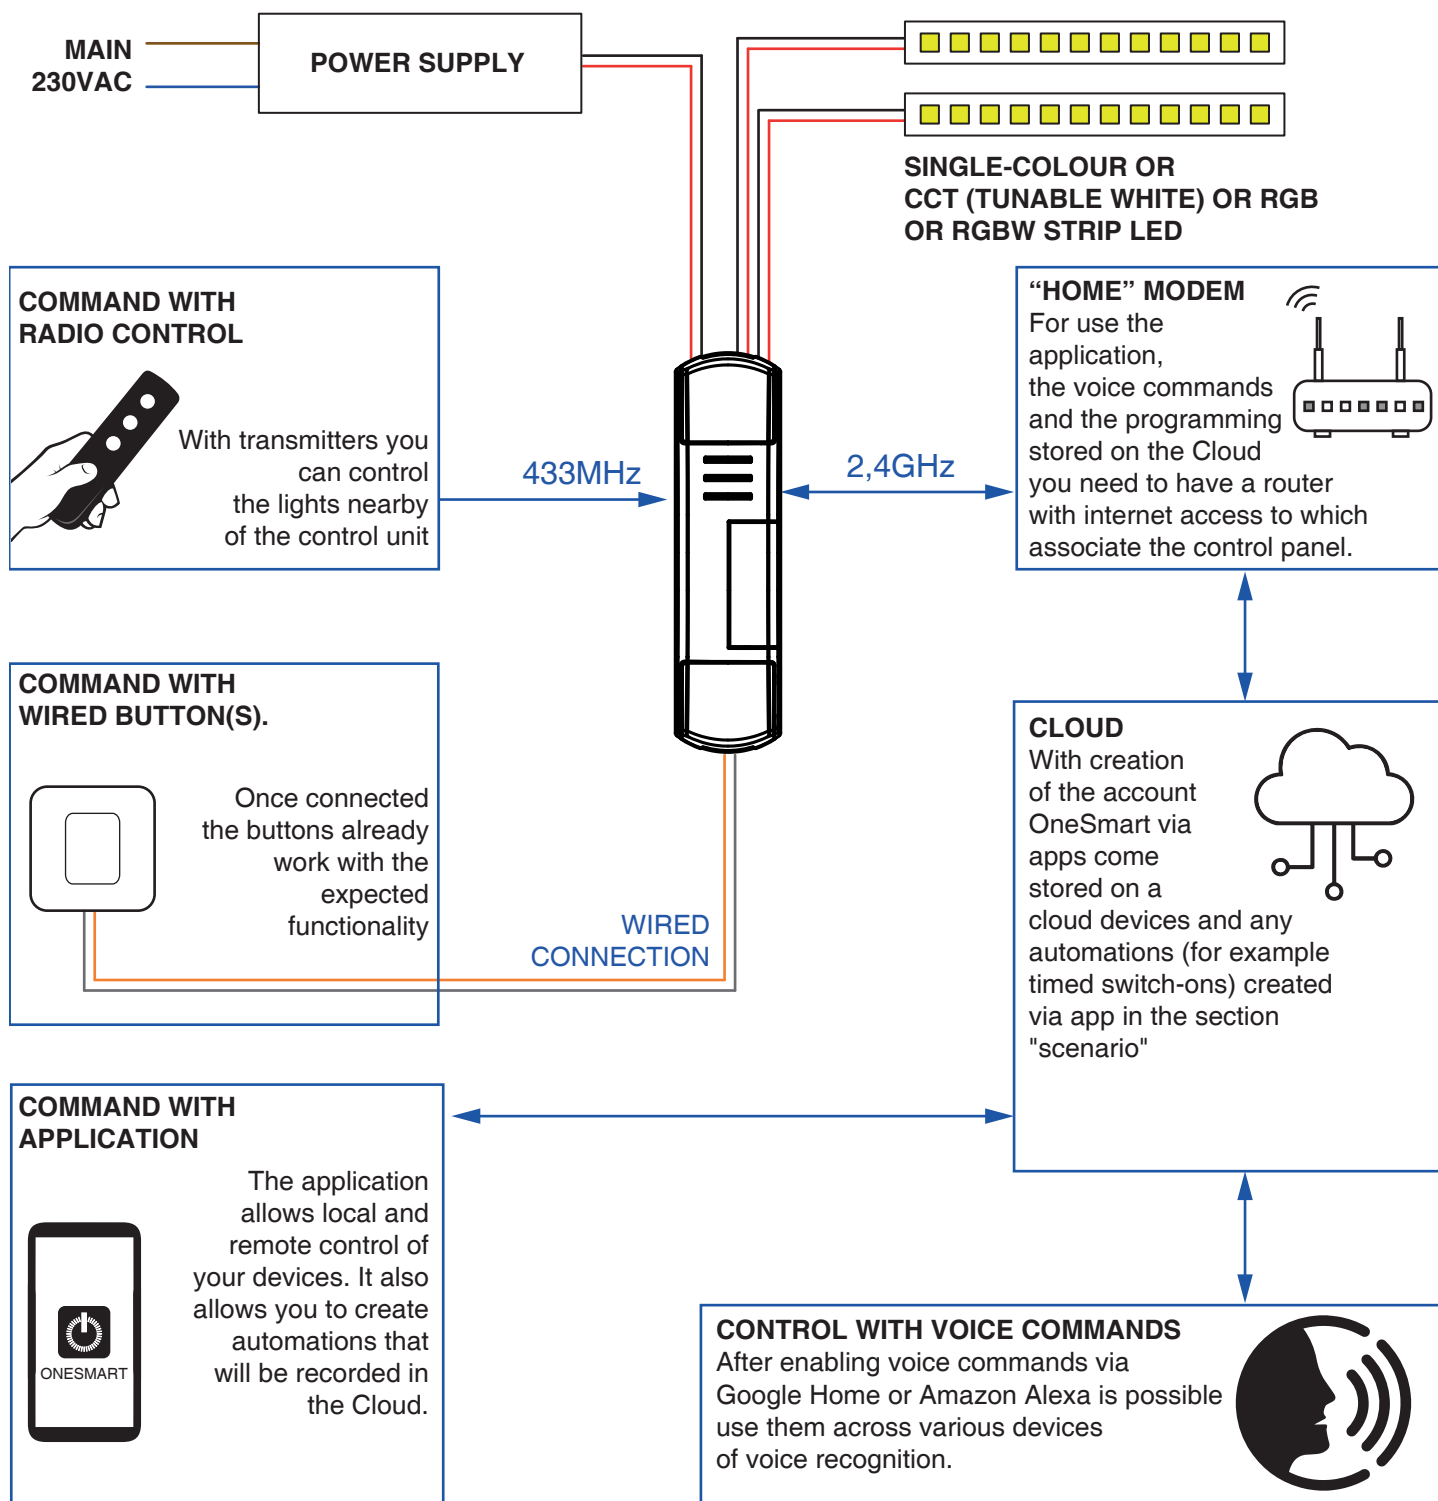 MAIN
230VAC
POWER SUPPLY
SINGLE-COLOUR OR
CCT (TUNABLE WHITE) OR RGB
OR RGBW STRIP LED
COMMAND WITH
RADIO CONTROL
With transmitters you
can control
the lights nearby
of the control unit
433MHz
2,4GHz
“HOME” MODEM
For use the
application,
the voice commands
and the programming
stored on the Cloud
you need to have a router
with internet access to which
associate the control panel.
COMMAND WITH
WIRED BUTTON(S).
Once connected
the buttons already
work with the
expected
functionality
WIRED
CONNECTION
CLOUD
With creation
of the account
OneSmart via
apps come
stored on a
cloud devices and any
automations (for example
timed switch-ons) created
via app in the section
"scenario"
COMMAND WITH
APPLICATION
The application
allows local and
remote control of
your devices. It also
allows you to create
automations that
will be recorded in
the Cloud.
ONESMART
CONTROL WITH VOICE COMMANDS
After enabling voice commands via
Google Home or Amazon Alexa is possible
use them across various devices
of voice recognition.